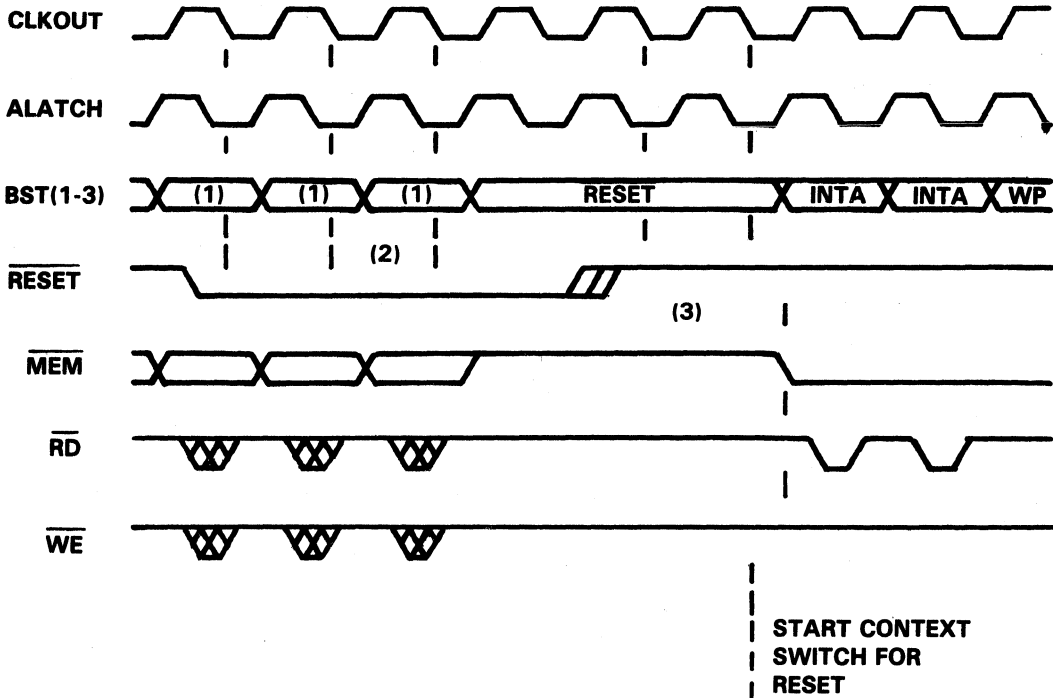 CLKOUT
ALATCH
BST(1-3) (1) (1) (1) RESET INTA INTA WP
(2)
RESET
(3)
MEM
RD
WE
START CONTEXT
SWITCH FOR
RESET